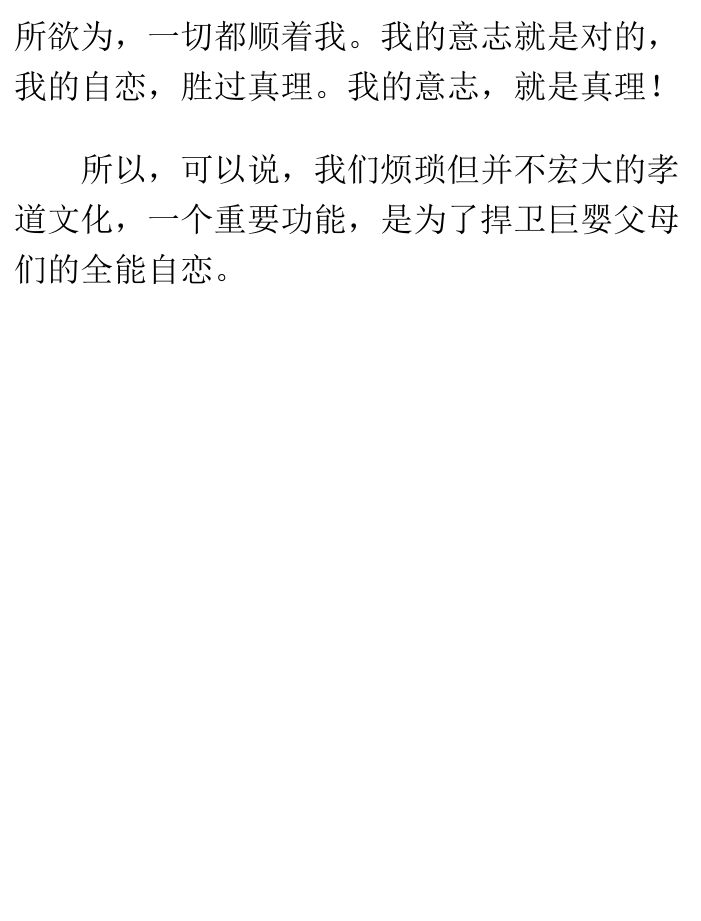 所欲为，一切都顺着我。我的意志就是对的，
我的自恋，胜过真理。我的意志，就是真理！
所以，可以说，我们烦琐但并不宏大的孝
道文化，一个重要功能，是为了捍卫巨婴父母
们的全能自恋。